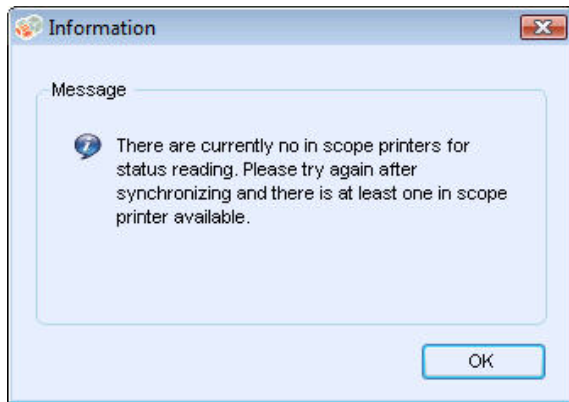 Information
Message
There are currently no in scope printers for
status reading. Please try again after
synchronizing and there is at least one in scope
printer available.
OK